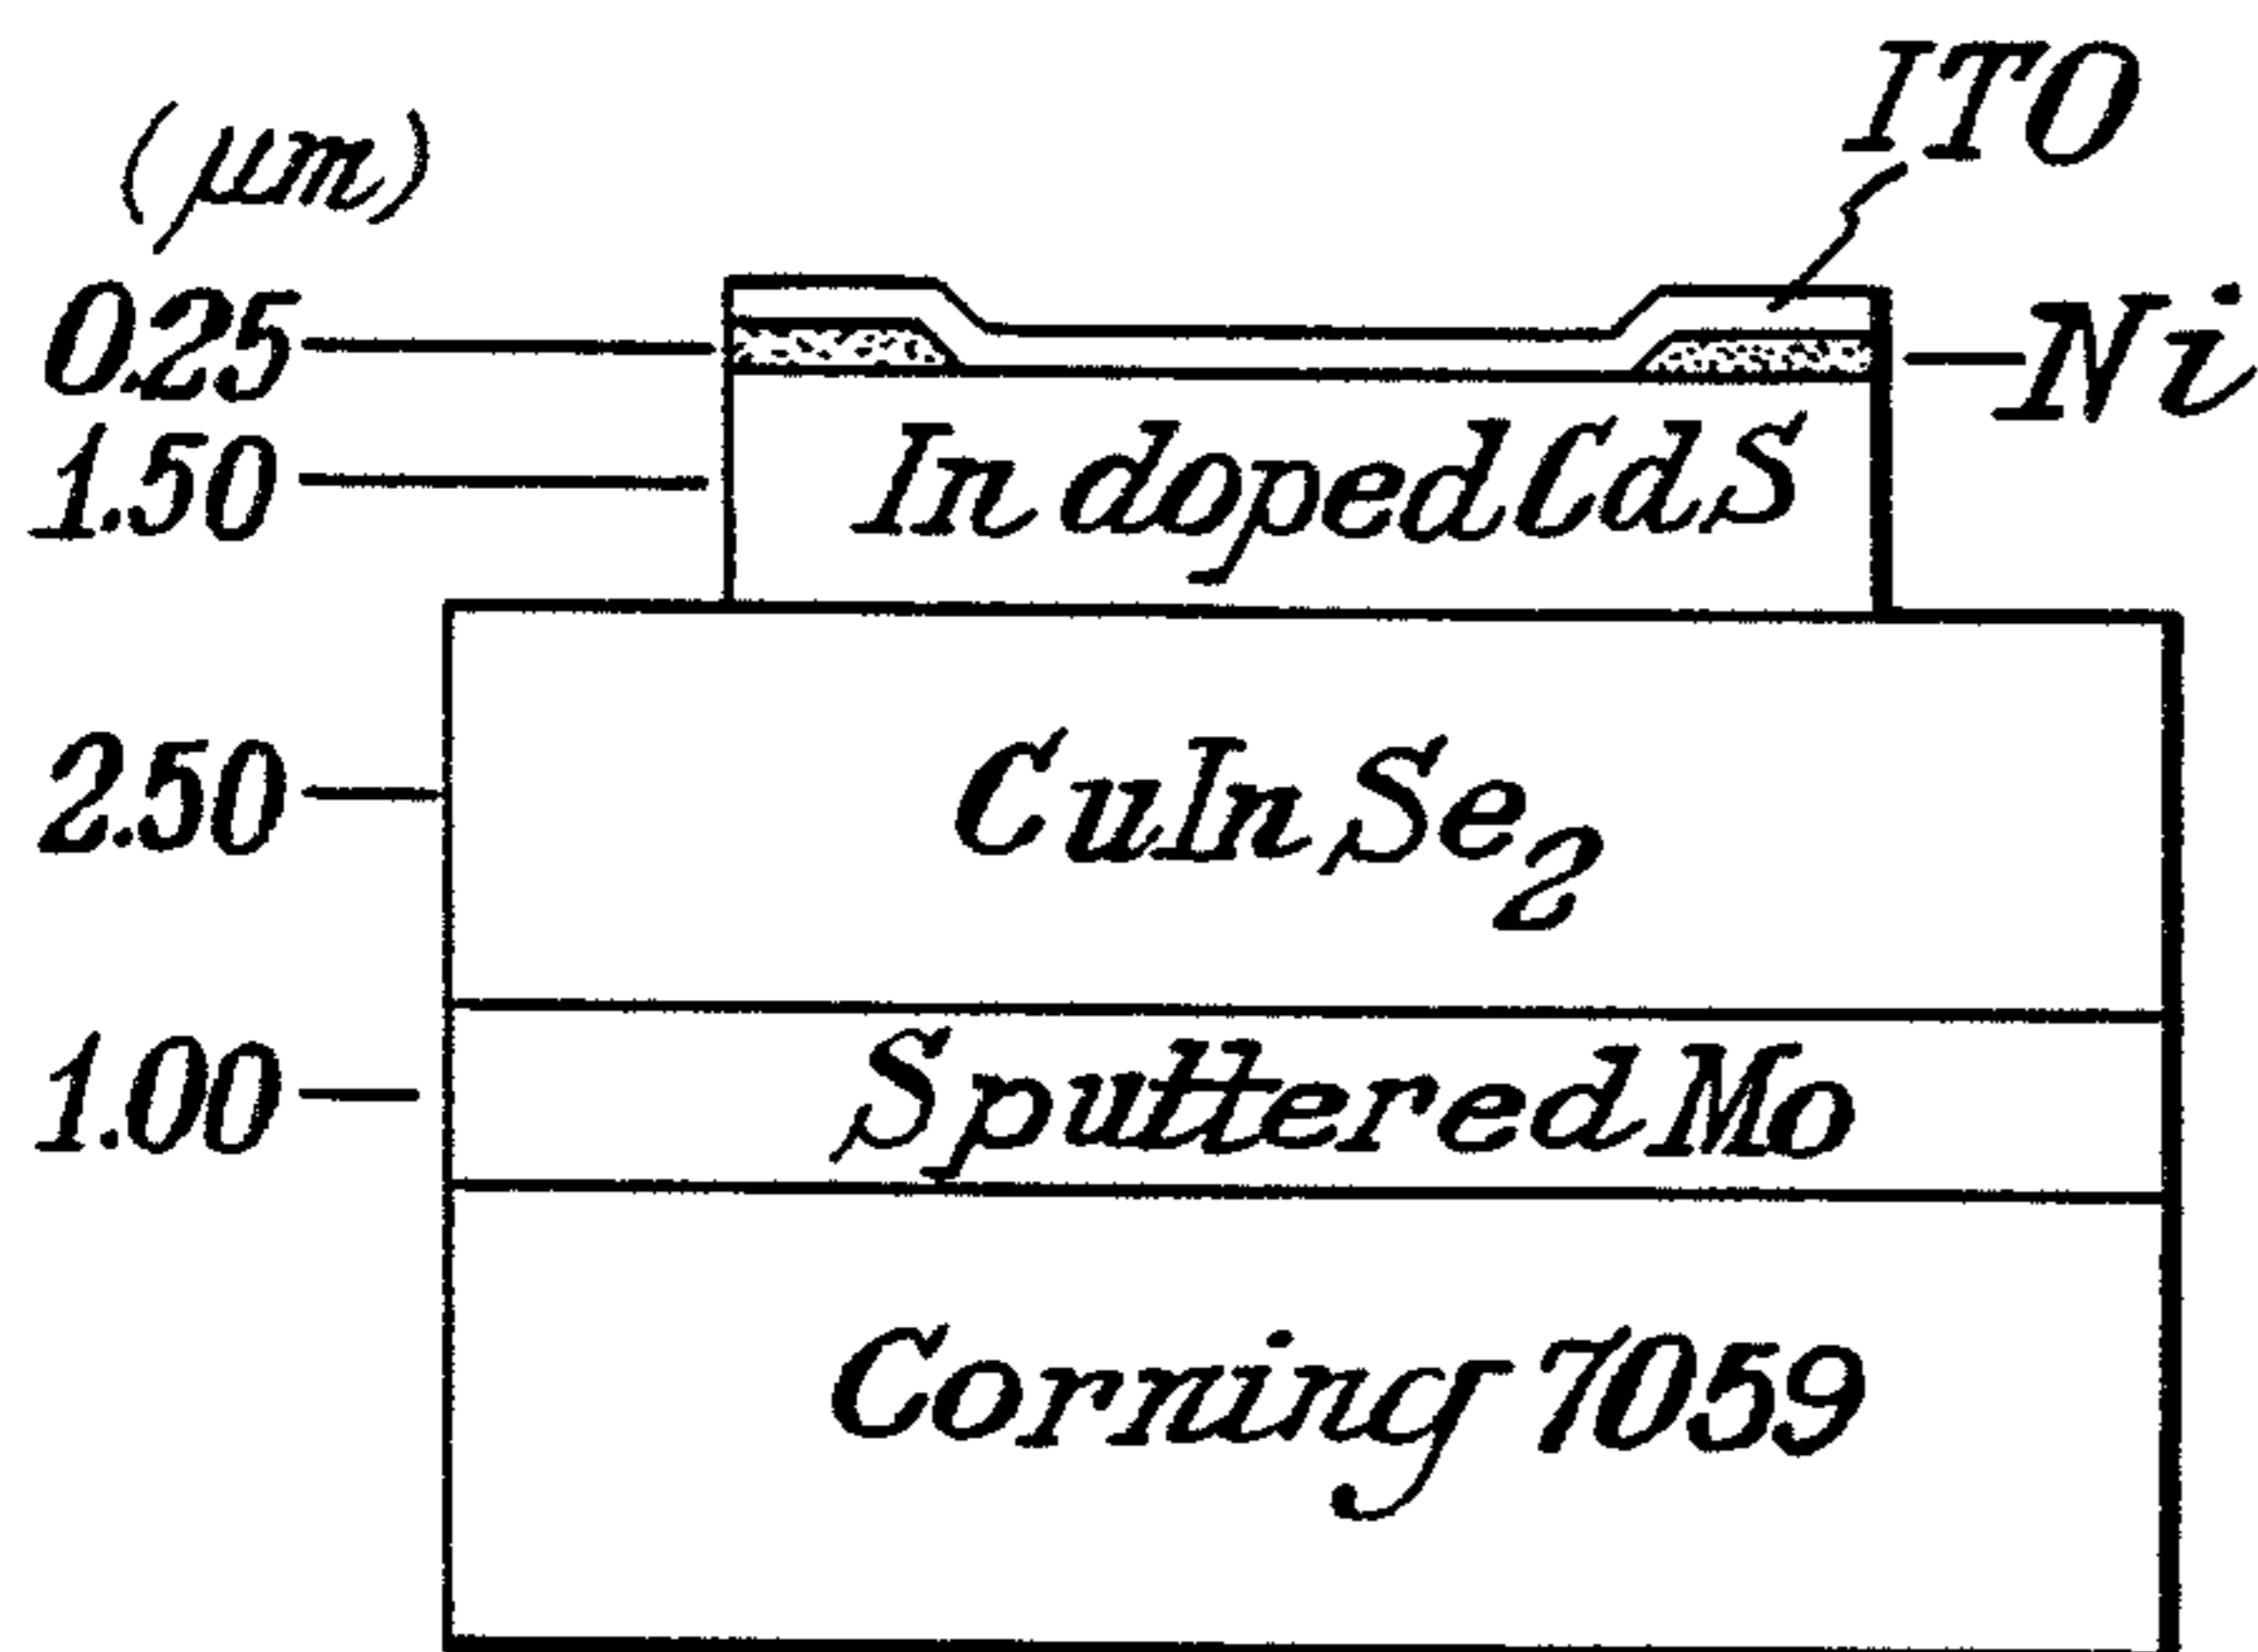 ITO
(μm)
0.25
Ni
1.50
In doped CdS
2.50
CuInSe₂
1.00
Sputtered Mo
Corning 7059